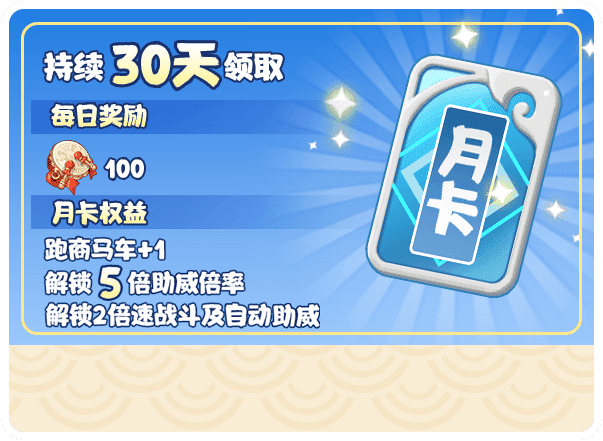 持续30天领取
每日奖励
100
月卡权益
跑商马车+1
解锁5倍助威倍率
解锁2倍速战斗及自动助威
月卡